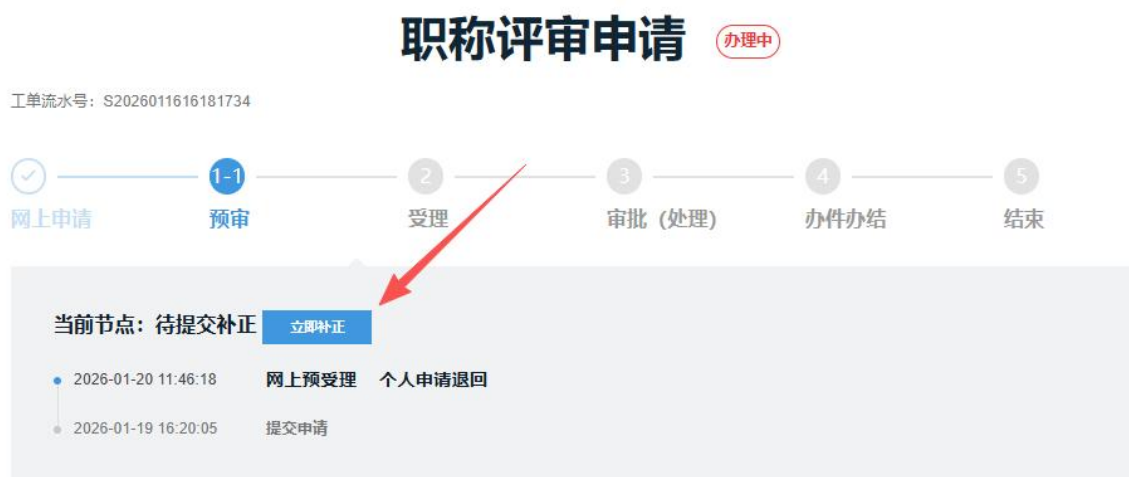 职称评审申请 办理中
工单流水号：S2026011616181734
1-1 2 3 4 5
网上申请 预审 受理 审批（处理） 办件办结 结束
当前节点：待提交补正 立即补正
2026-01-20 11:46:18 网上预受理 个人申请退回
2026-01-19 16:20:05 提交申请